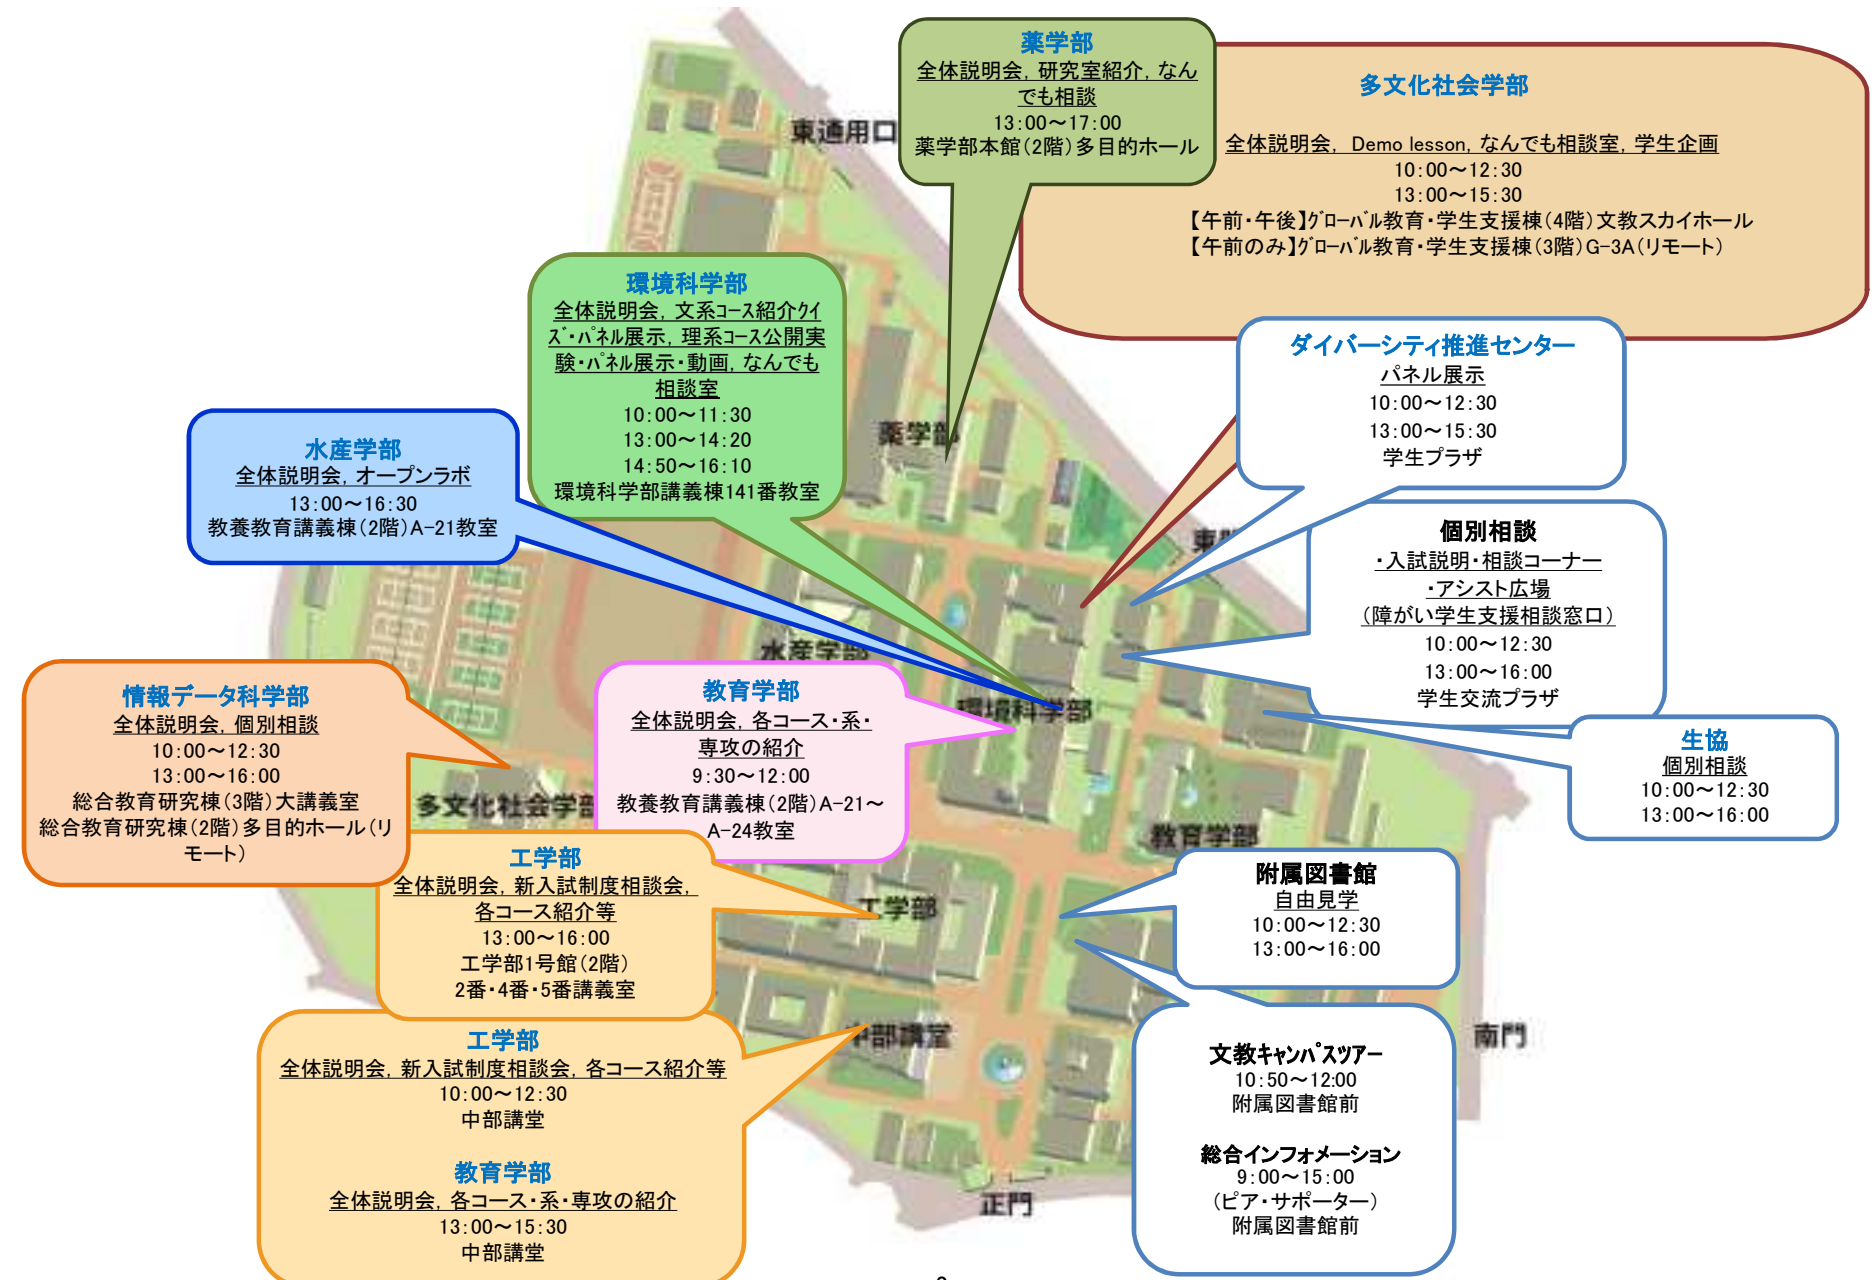 薬学部
全体説明会, 研究室紹介, なん
でも相談
13:00～17:00
薬学部本館(2階)多目的ホール
多文化社会学部
全体説明会, Demo lesson, なんでも相談室, 学生企画
10:00～12:30
13:00～15:30
【午前・午後】ｸﾞﾛｰﾊﾞﾙ教育・学生支援棟(4階)文教スカイホール
【午前のみ】ｸﾞﾛｰﾊﾞﾙ教育・学生支援棟(3階)G-3A(リモート)
東通用口
環境科学部
全体説明会, 文系ｺｰｽ紹介ｸｲ
ｽﾞ・ﾊﾟﾈﾙ展示, 理系ｺｰｽ公開実
験・ﾊﾟﾈﾙ展示・動画, なんでも
相談室
10:00～11:30
13:00～14:20
14:50～16:10
環境科学部講義棟141番教室
ダイバーシティ推進センター
パネル展示
10:00～12:30
13:00～15:30
学生プラザ
水産学部
全体説明会, オープンラボ
13:00～16:30
教養教育講義棟(2階)A-21教室
薬学部
個別相談
・入試説明・相談コーナー
・アシスト広場
(障がい学生支援相談窓口)
10:00～12:30
13:00～16:00
学生交流プラザ
東
水産学部
情報データ科学部
全体説明会, 個別相談
10:00～12:30
13:00～16:00
総合教育研究棟(3階)大講義室
総合教育研究棟(2階)多目的ホール(リ
モート)
教育学部
全体説明会, 各コース・系・
専攻の紹介
9:30～12:00
教養教育講義棟(2階)A-21～
A-24教室
環境科学部
生協
個別相談
10:00～12:30
13:00～16:00
多文化社会学部
教育学部
工学部
全体説明会, 新入試制度相談会,
各コース紹介等
13:00～16:00
工学部1号館(2階)
2番・4番・5番講義室
工学部
附属図書館
自由見学
10:00～12:30
13:00～16:00
工学部
全体説明会, 新入試制度相談会, 各コース紹介等
10:00～12:30
中部講堂
教育学部
全体説明会, 各コース・系・専攻の紹介
13:00～15:30
中部講堂
中部講堂
文教ｷｬﾝﾊﾟｽﾂｱｰ
10:50～12:00
附属図書館前
総合インフォメーション
9:00～15:00
(ピア・サポーター)
附属図書館前
南門
正門